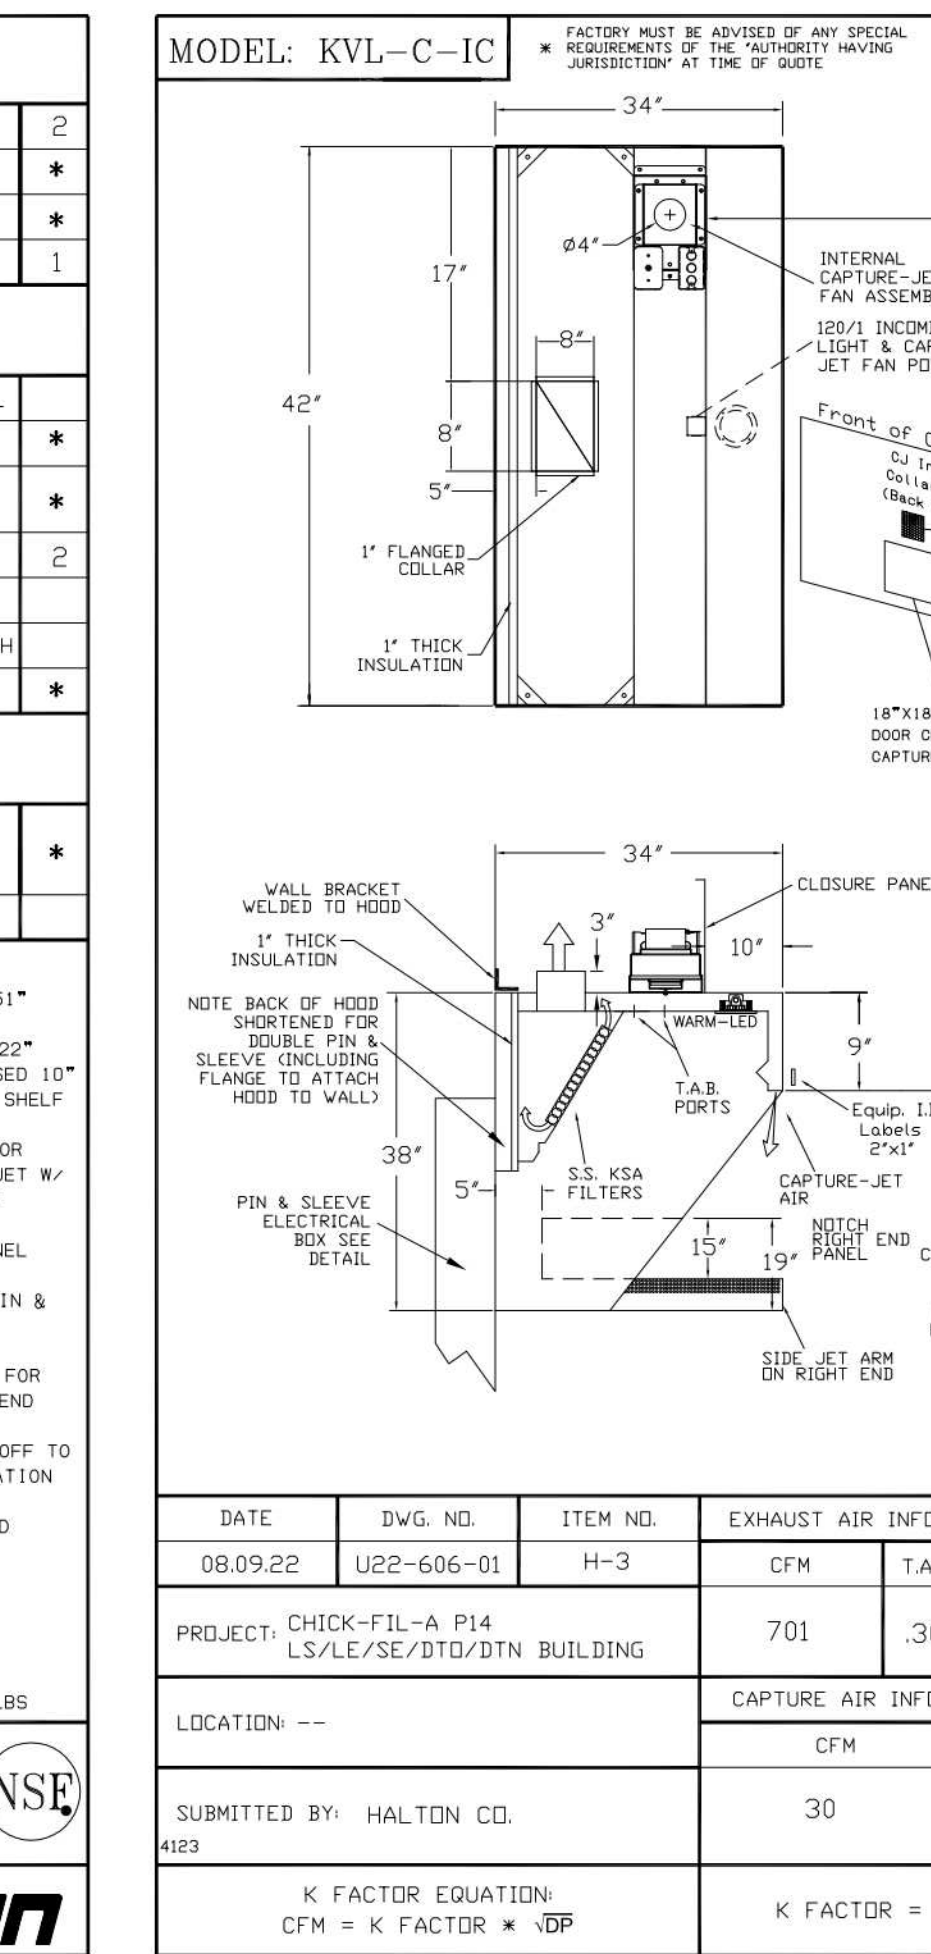 2
*
*
1
*
*
2
H
*
*
51"
22"
10"
SHELF
OR
W/
IN &
FOR
END
OFF TO
D
LBS
NSF
MODEL: KVL-C-IC
* FACTORY MUST BE ADVISED OF ANY SPECIAL
REQUIREMENTS OF THE "AUTHORITY HAVING
JURISDICTION" AT TIME OF QUOTE
34"
Ø4"
17"
INTERNAL
CAPTURE-JE
FAN ASSEMB
120/1 INCOMI
LIGHT & CAP
JET FAN PO
8"
42"
8"
5"
Front of C
CJ In
Colla
(Back
1" FLANGED
COLLAR
1" THICK
INSULATION
18"X18
DOOR C
CAPTUR
34"
WALL BRACKET
WELDED TO HOOD
CLOSURE PANE
3"
10"
1" THICK
INSULATION
NOTE BACK OF HOOD
SHORTENED FOR
DOUBLE PIN &
SLEEVE (INCLUDING
FLANGE TO ATTACH
HOOD TO WALL)
WARM-LED
9"
T.A.B.
PORTS
Equip. I.
Labels
2"x1"
38"
5"
S.S. KSA
FILTERS
CAPTURE-JET
AIR
PIN & SLEEVE
ELECTRICAL
BOX SEE
DETAIL
NOTCH
RIGHT END
PANEL
15"
19"
C
SIDE JET ARM
ON RIGHT END
DATE DWG. NO. ITEM NO. EXHAUST AIR INFO
08.09.22 U22-606-01 H-3 CFM T.A
PROJECT: CHICK-FIL-A P14
LS/LE/SE/DTO/DTN BUILDING
701 .3
LOCATION: --
CAPTURE AIR INFO
CFM
SUBMITTED BY: HALTON CO.
30
4123
K FACTOR EQUATION:
CFM = K FACTOR * √DP
K FACTOR =